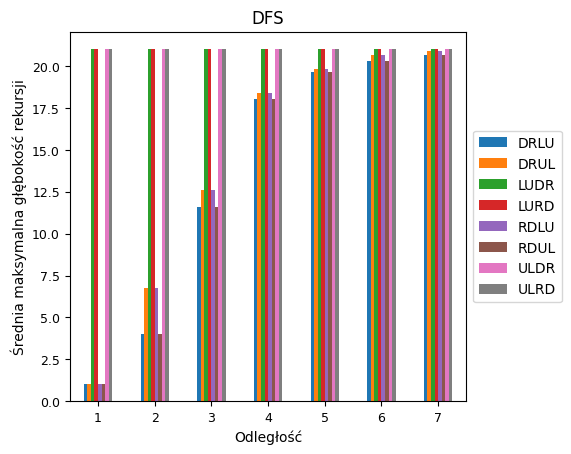 DFS
Średnia maksymalna głębokość rekursji
20.0
17.5
15.0
12.5
10.0
7.5
5.0
2.5
0.0
1 2 3 4 5 6 7
Odległość
DRLU
DRUL
LUDR
LURD
RDLU
RDUL
ULDR
ULRD